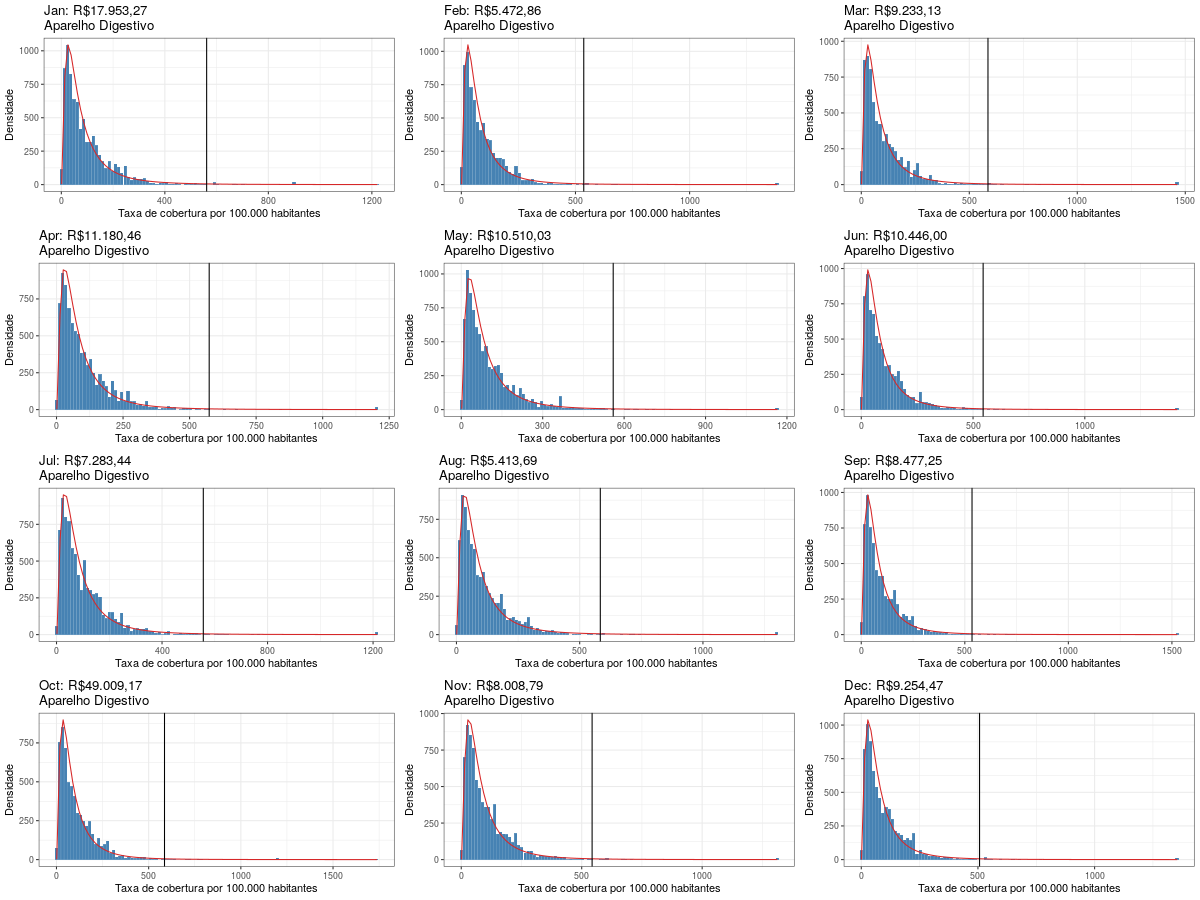 Jan: R$17.953,27
Aparelho Digestivo
1000
750
500
250
0
Densidade
0
400
800
1200
Taxa de cobertura por 100.000 habitantes
Feb: R$5.472,86
Aparelho Digestivo
1000
750
500
250
0
Densidade
0
500
1000
Taxa de cobertura por 100.000 habitantes
Mar: R$9.233,13
Aparelho Digestivo
1000
750
500
250
0
Densidade
0
500
1000
1500
Taxa de cobertura por 100.000 habitantes
Apr: R$11.180,46
Aparelho Digestivo
750
500
250
0
Densidade
0
250
500
750
1000
1250
Taxa de cobertura por 100.000 habitantes
May: R$10.510,03
Aparelho Digestivo
1000
750
500
250
0
Densidade
0
300
600
900
1200
Taxa de cobertura por 100.000 habitantes
Jun: R$10.446,00
Aparelho Digestivo
1000
750
500
250
0
Densidade
0
500
1000
Taxa de cobertura por 100.000 habitantes
Jul: R$7.283,44
Aparelho Digestivo
750
500
250
0
Densidade
0
400
800
1200
Taxa de cobertura por 100.000 habitantes
Aug: R$5.413,69
Aparelho Digestivo
750
500
250
0
Densidade
0
500
1000
Taxa de cobertura por 100.000 habitantes
Sep: R$8.477,25
Aparelho Digestivo
1000
750
500
250
0
Densidade
0
500
1000
1500
Taxa de cobertura por 100.000 habitantes
Oct: R$49.009,17
Aparelho Digestivo
750
500
250
0
Densidade
0
500
1000
1500
Taxa de cobertura por 100.000 habitantes
Nov: R$8.008,79
Aparelho Digestivo
1000
750
500
250
0
Densidade
0
500
1000
Taxa de cobertura por 100.000 habitantes
Dec: R$9.254,47
Aparelho Digestivo
1000
750
500
250
0
Densidade
0
500
1000
Taxa de cobertura por 100.000 habitantes